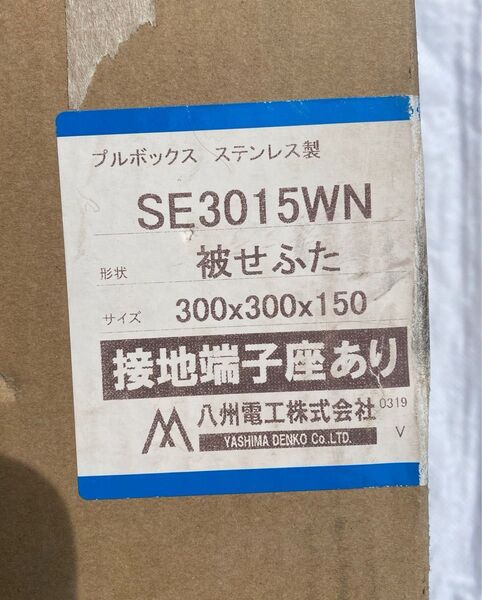 プルボックス ステンレス製
SE3015WN
形状 被せふた
サイズ 300x300x150
接地端子座あり
八州電工株式会社 0319
YASHIMA DENKO Co.LTD. V